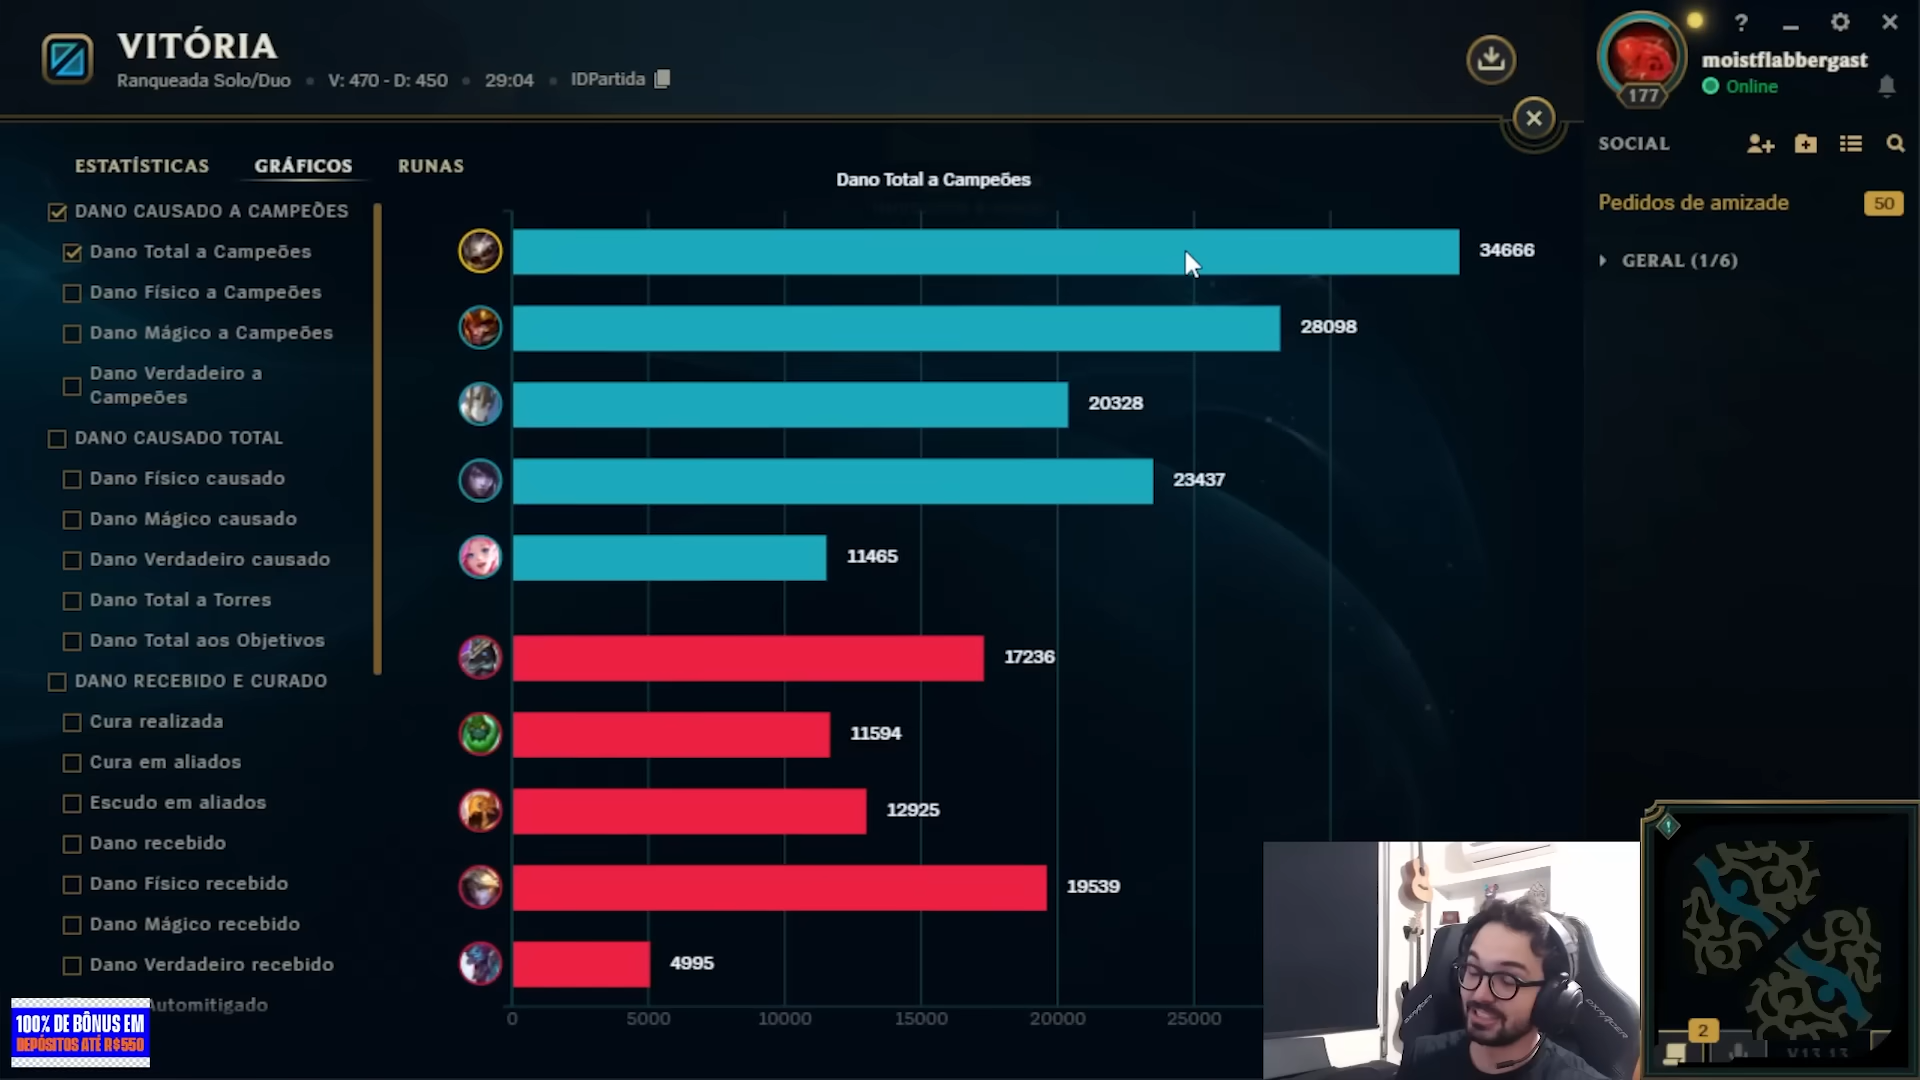 VITÓRIA
Ranqueada Solo/Duo • V: 470 - D: 450 • 29:04 • IDPartida
?
moistflabbergast
Online
177
SOCIAL
Pedidos de amizade
50
GERAL (1/6)
ESTATÍSTICAS
GRÁFICOS
RUNAS
DANO CAUSADO A CAMPEÕES
Dano Total a Campeões
Dano Físico a Campeões
Dano Mágico a Campeões
Dano Verdadeiro a
Campeões
DANO CAUSADO TOTAL
Dano Físico causado
Dano Mágico causado
Dano Verdadeiro causado
Dano Total a Torres
Dano Total aos Objetivos
DANO RECEBIDO E CURADO
Cura realizada
Cura em aliados
Escudo em aliados
Dano recebido
Dano Físico recebido
Dano Mágico recebido
Dano Verdadeiro recebido
Automitigado
100% DE BÔNUS EM
DEPÓSITOS ATÉ R$550
Dano Total a Campeões
34666
28098
20328
23437
11465
17236
11594
12925
19539
4995
0
5000
10000
15000
20000
25000
DXRACER
2
V13.13